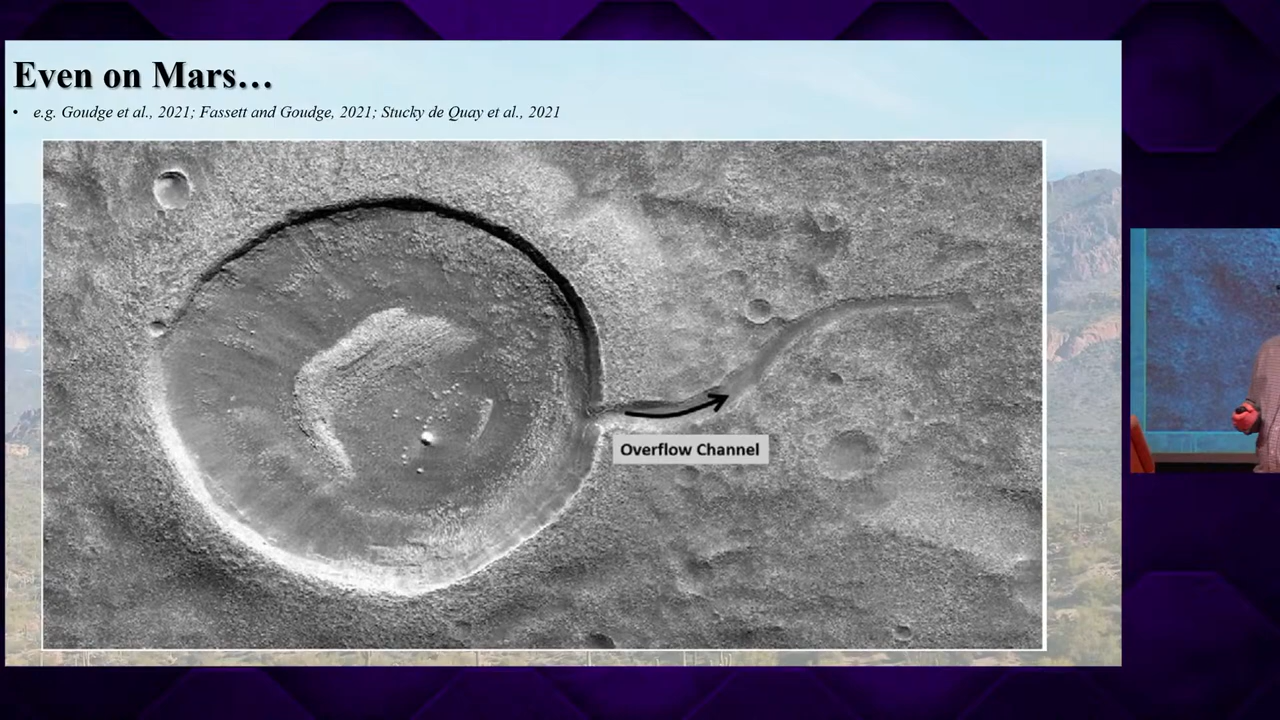 Even on Mars…
• e.g. Goudge et al., 2021; Fassett and Goudge, 2021; Stucky de Quay et al., 2021
Overflow Channel